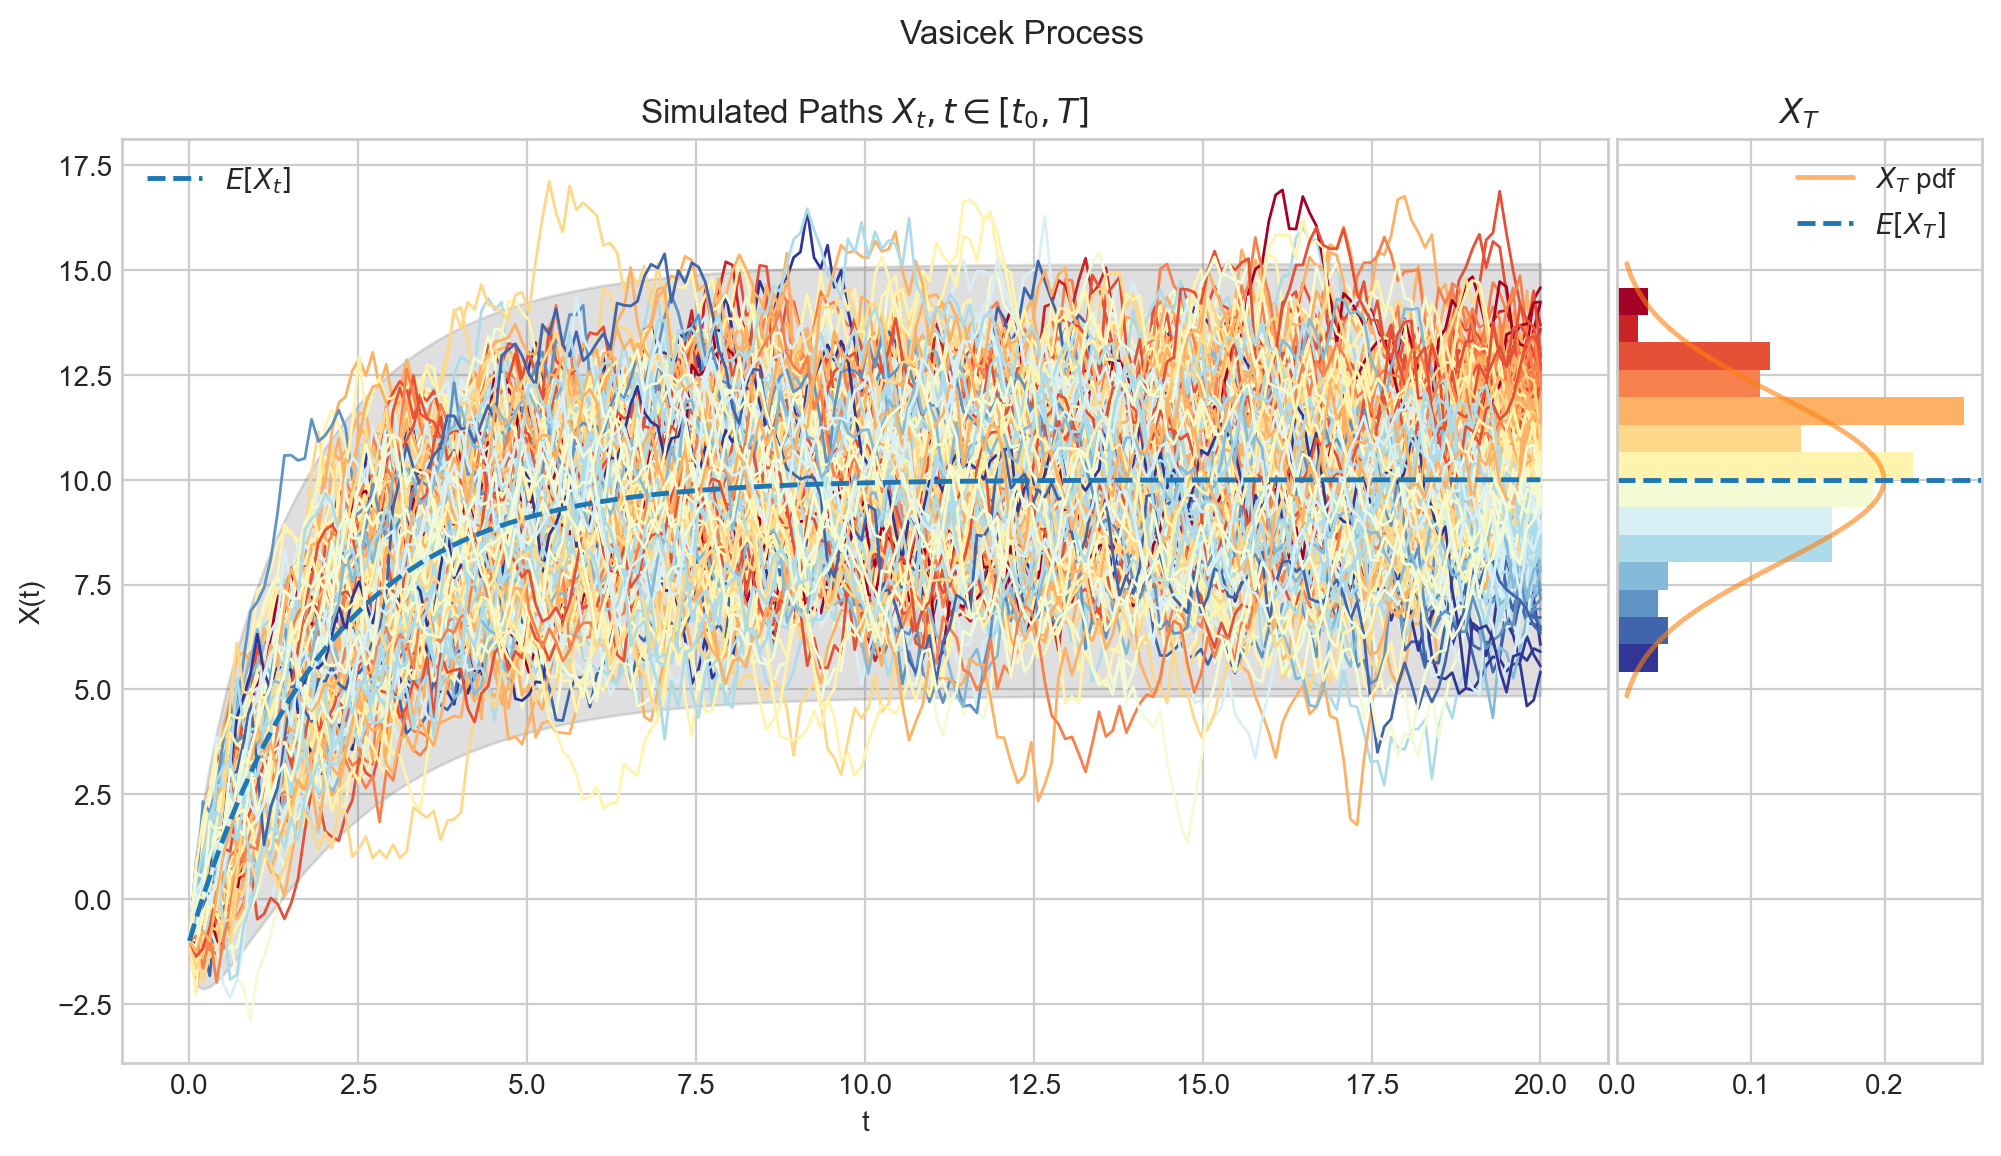 Vasicek Process
Simulated Paths X_t, t ∈ [t_0, T]
X_T
17.5
15.0
12.5
10.0
7.5
5.0
2.5
0.0
−2.5
X(t)
E[X_t]
X_T pdf
E[X_T]
0.0 2.5 5.0 7.5 10.0 12.5 15.0 17.5 20.0
0.0 0.1 0.2
t